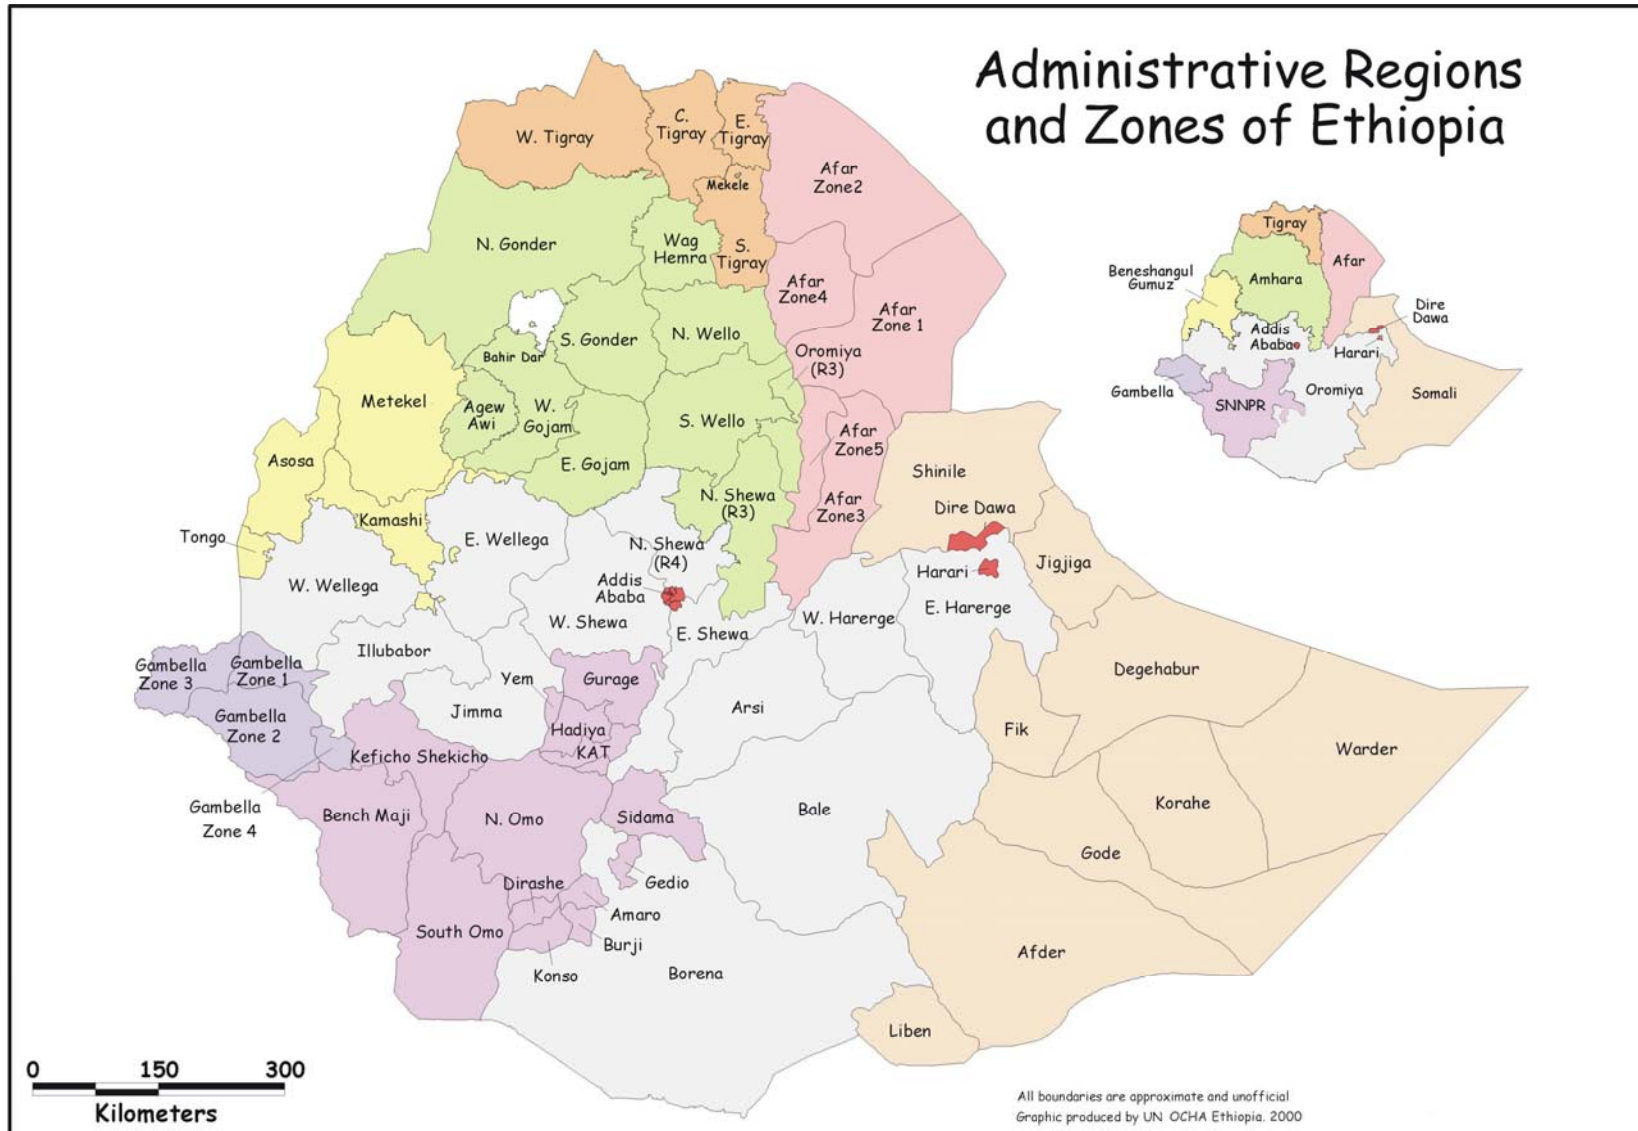 Administrative Regions
and Zones of Ethiopia
W. Tigray
C.
Tigray
E.
Tigray
Mekele
S.
Tigray
Afar
Zone2
Afar
Zone4
Afar
Zone 1
Oromiya
(R3)
Afar
Zone5
Afar
Zone3
N. Gonder
Wag
Hemra
S. Gonder
N. Wello
Bahir Dar
Agew
Awi
W.
Gojam
E. Gojam
S. Wello
N. Shewa
(R3)
Metekel
Asosa
Kamashi
Tongo
W. Wellega
E. Wellega
N. Shewa
(R4)
Addis
Ababa
W. Shewa
E. Shewa
Shinile
Dire Dawa
Harari
Jigjiga
W. Harerge
E. Harerge
Illubabor
Gambella
Zone 3
Gambella
Zone 1
Gambella
Zone 2
Gambella
Zone 4
Yem
Gurage
Jimma
Hadiya
KAT
Keficho Shekicho
Arsi
Degehabur
Fik
Warder
Korahe
Gode
Bale
Bench Maji
N. Omo
Sidama
Gedio
Dirashe
Amaro
Burji
Konso
South Omo
Borena
Afder
Liben
Tigray
Afar
Beneshangul
Gumuz
Amhara
Dire
Dawa
Addis
Ababa
Harari
Gambella
SNNPR
Oromiya
Somali
0 150 300
Kilometers
All boundaries are approximate and unofficial
Graphic produced by UN OCHA Ethiopia. 2000